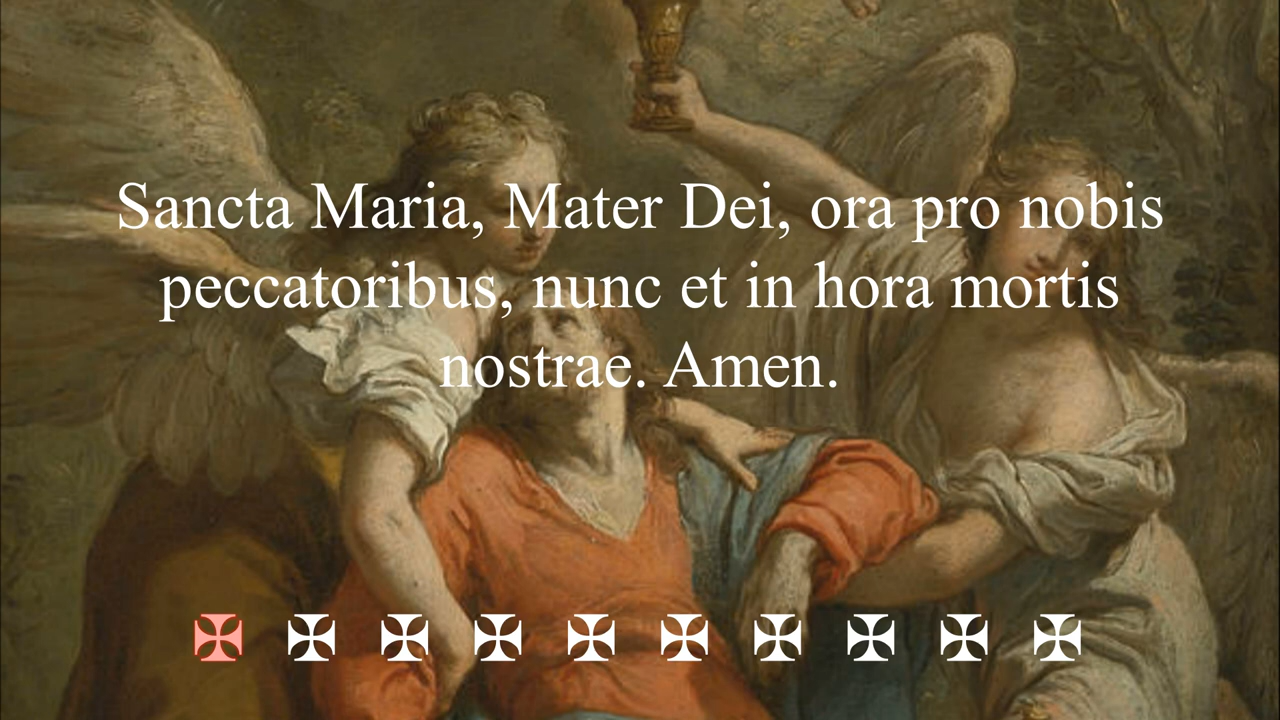 Sancta Maria, Mater Dei, ora pro nobis
peccatoribus, nunc et in hora mortis
nostrae. Amen.
✠ ✠ ✠ ✠ ✠ ✠ ✠ ✠ ✠ ✠